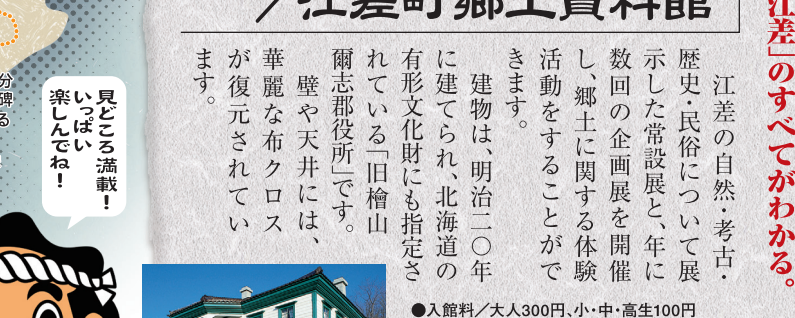 江差」のすべてがわかる。
／江差町郷土資料館
江差の自然・考古・
歴史・民俗について展
示した常設展と、年に
数回の企画展を開催
し、郷土に関する体験
活動をすることがで
きます。
建物は、明治二〇年
に建てられ、北海道の
有形文化財にも指定さ
れている「旧檜山
爾志郡役所」です。
壁や天井には、
華麗な布クロス
が復元されてい
ます。
●入館料／大人300円、小・中・高生100円
見どころ満載！
いっぱい
楽しんでね！
分
碑
る